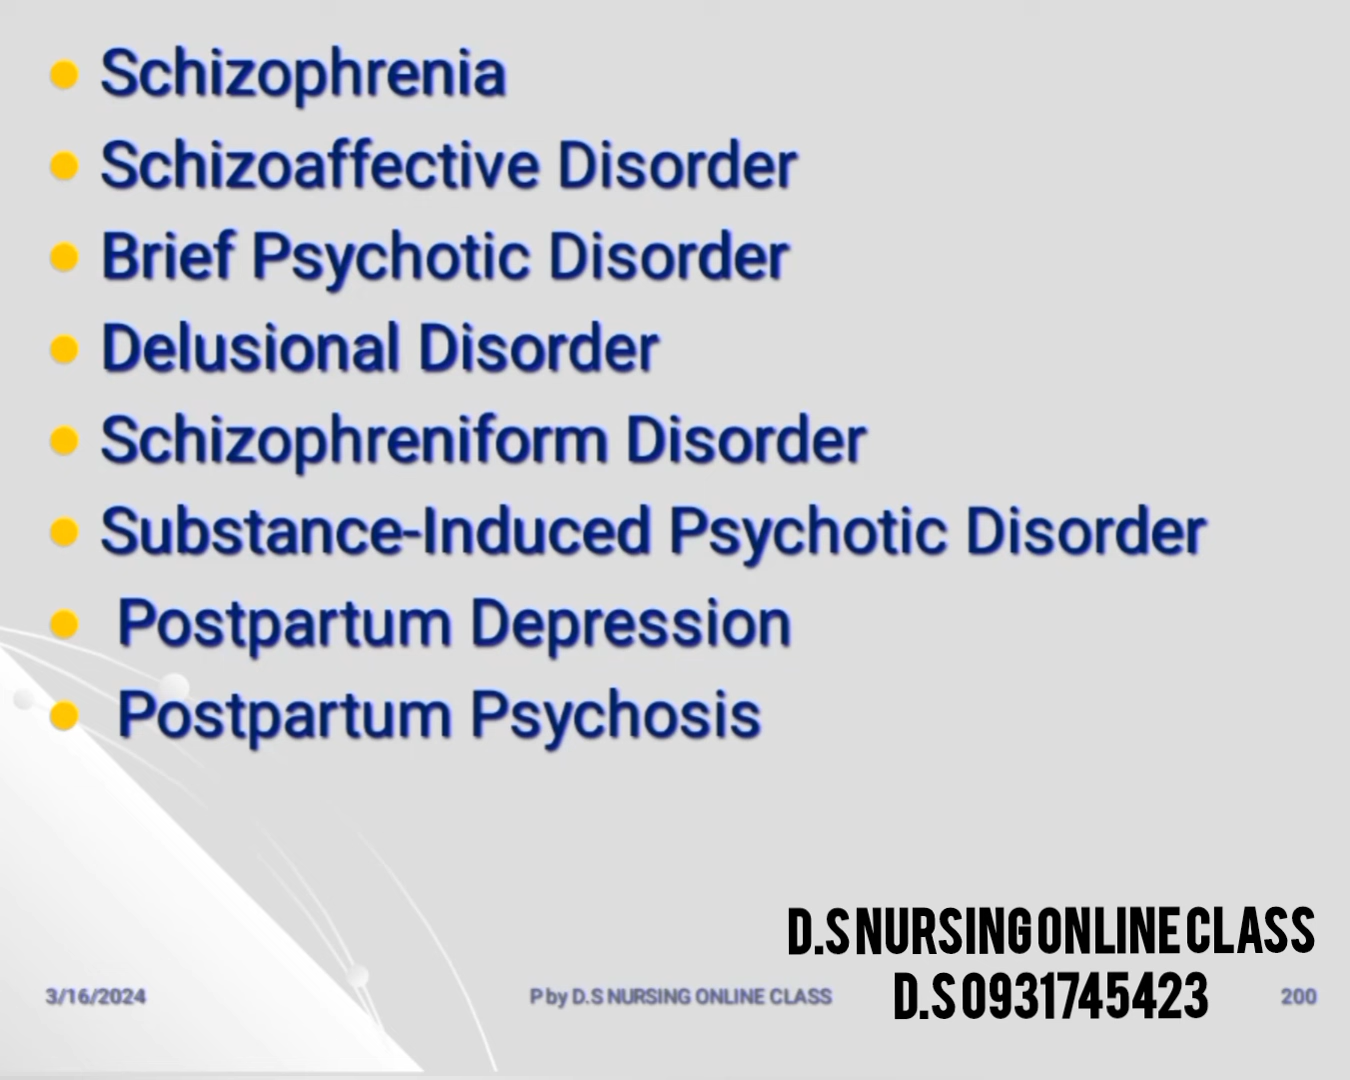 • Schizophrenia
• Schizoaffective Disorder
• Brief Psychotic Disorder
• Delusional Disorder
• Schizophreniform Disorder
• Substance-Induced Psychotic Disorder
• Postpartum Depression
• Postpartum Psychosis
D.S NURSING ONLINE CLASS
D.S 0931745423
3/16/2024
P by D.S NURSING ONLINE CLASS
200